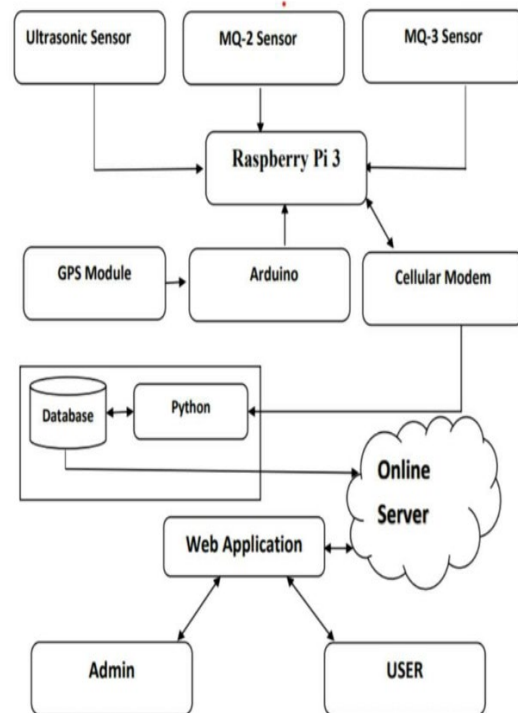 Ultrasonic Sensor
MQ-2 Sensor
MQ-3 Sensor
Raspberry Pi 3
GPS Module
Arduino
Cellular Modem
Database
Python
Online
Server
Web Application
Admin
USER